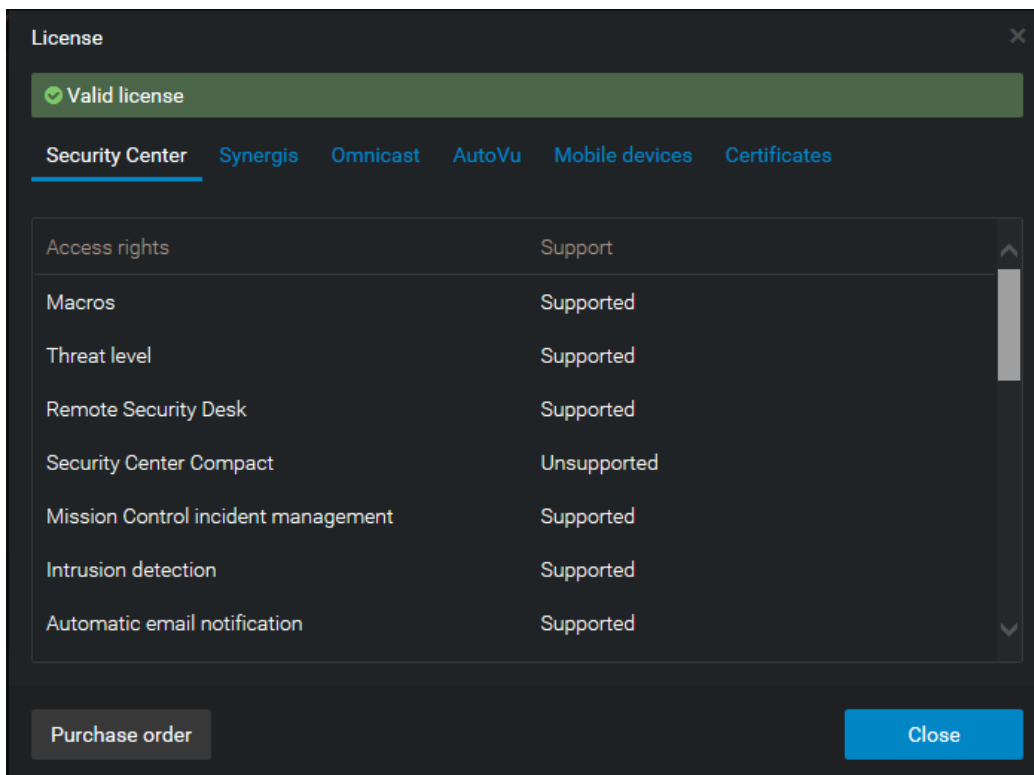 License
Valid license
Security Center Synergis Omnicast AutoVu Mobile devices Certificates
Access rights Support
Macros Supported
Threat level Supported
Remote Security Desk Supported
Security Center Compact Unsupported
Mission Control incident management Supported
Intrusion detection Supported
Automatic email notification Supported
Purchase order Close